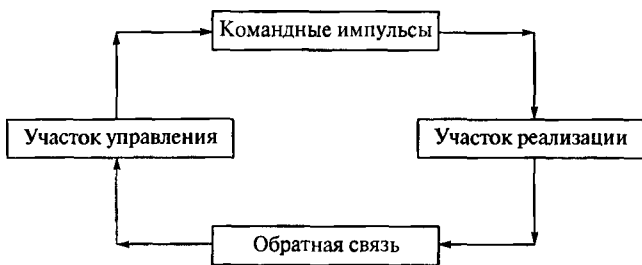 Командные импульсы
Участок управления
Участок реализации
Обратная связь